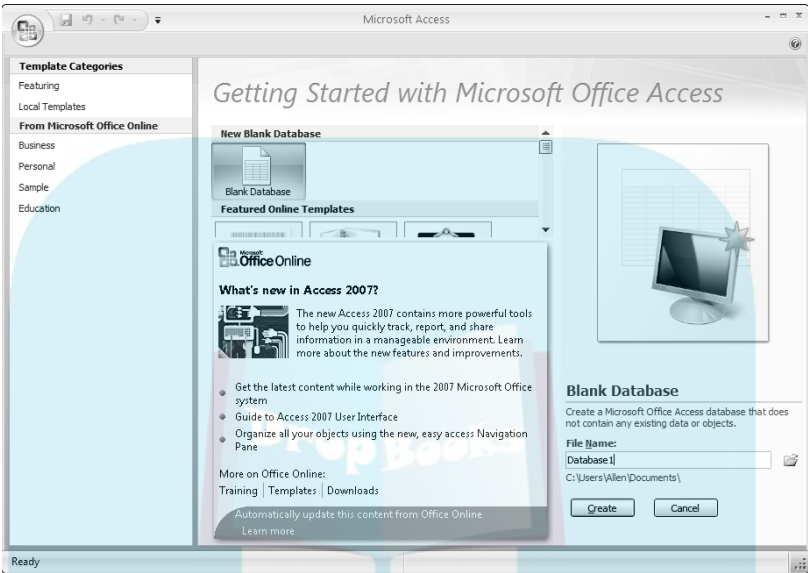 Microsoft Access
Template Categories
Featuring
Local Templates
From Microsoft Office Online
Business
Personal
Sample
Education
Getting Started with Microsoft Office Access
New Blank Database
Blank Database
Featured Online Templates
Microsoft
Office Online
What's new in Access 2007?
The new Access 2007 contains more powerful tools
to help you quickly track, report, and share
information in a manageable environment. Learn
more about the new features and improvements.
Get the latest content while working in the 2007 Microsoft Office
system
Guide to Access 2007 User Interface
Organize all your objects using the new, easy access Navigation
Pane
More on Office Online:
Training | Templates | Downloads
Automatically update this content from Office Online
Learn more
Drop Books
Blank Database
Create a Microsoft Office Access database that does
not contain any existing data or objects.
File Name:
Database1
C:\Users\Allen\Documents\
Create
Cancel
Ready